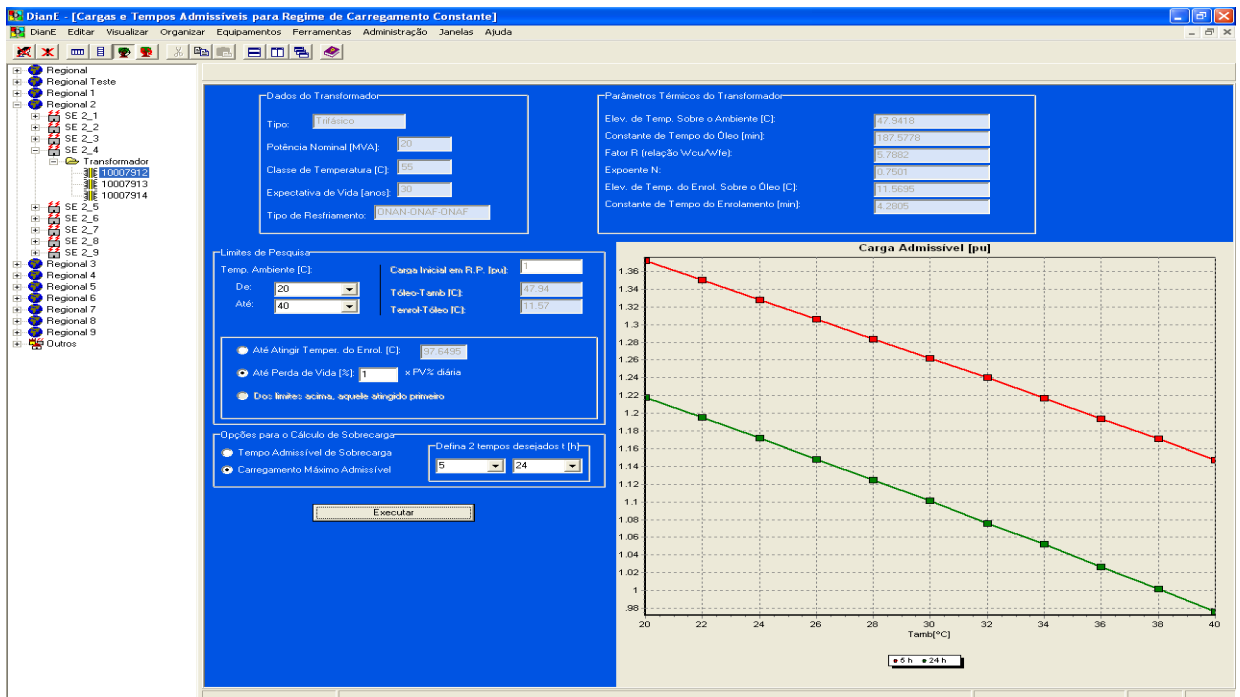 DianE - [Cargas e Tempos Admissíveis para Regime de Carregamento Constante]
DianE Editar Visualizar Organizar Equipamentos Ferramentas Administração Janelas Ajuda
Regional
Regional Teste
Regional 1
Regional 2
SE 2_1
SE 2_2
SE 2_3
SE 2_4
Transformador
10007912
10007913
10007914
SE 2_5
SE 2_6
SE 2_7
SE 2_8
SE 2_9
Regional 3
Regional 4
Regional 5
Regional 6
Regional 7
Regional 8
Regional 9
Outros
Dados do Transformador
Tipo: Trifásico
Potência Nominal [MVA]: 20
Classe de Temperatura [C]: 55
Expectativa de Vida [anos]: 30
Tipo de Resfriamento: ONAN-ONAF-ONAF
Parâmetros Térmicos do Transformador
Elev. de Temp. Sobre o Ambiente [C]: 47.9418
Constante de Tempo do Óleo [min]: 187.5778
Fator R (relação Wcu/Wfe): 5.7882
Expoente N: 0.7501
Elev. de Temp. do Enrol. Sobre o Óleo [C]: 11.5695
Constante de Tempo do Enrolamento [min]: 4.2805
Limites de Pesquisa
Temp. Ambiente [C]:
De: 20
Até: 40
Carga Inicial em R.P. [pu]: 1
Tóleo-Tamb [C]: 47.94
Tenrol-Tóleo [C]: 11.57
Até Atingir Temper. do Enrol. [C]: 97.6495
Até Perda de Vida [%]: 1 x PV% diária
Dos limites acima, aquele atingido primeiro
Opções para o Cálculo de Sobrecarga
Tempo Admissível de Sobrecarga
Carregamento Máximo Admissível
Defina 2 tempos desejados t [h]
5 24
Executar
Carga Admissível [pu]
1.36
1.34
1.32
1.3
1.28
1.26
1.24
1.22
1.2
1.18
1.16
1.14
1.12
1.1
1.08
1.06
1.04
1.02
1
.98
20 22 24 26 28 30 32 34 36 38 40
Tamb[°C]
5 h 24 h